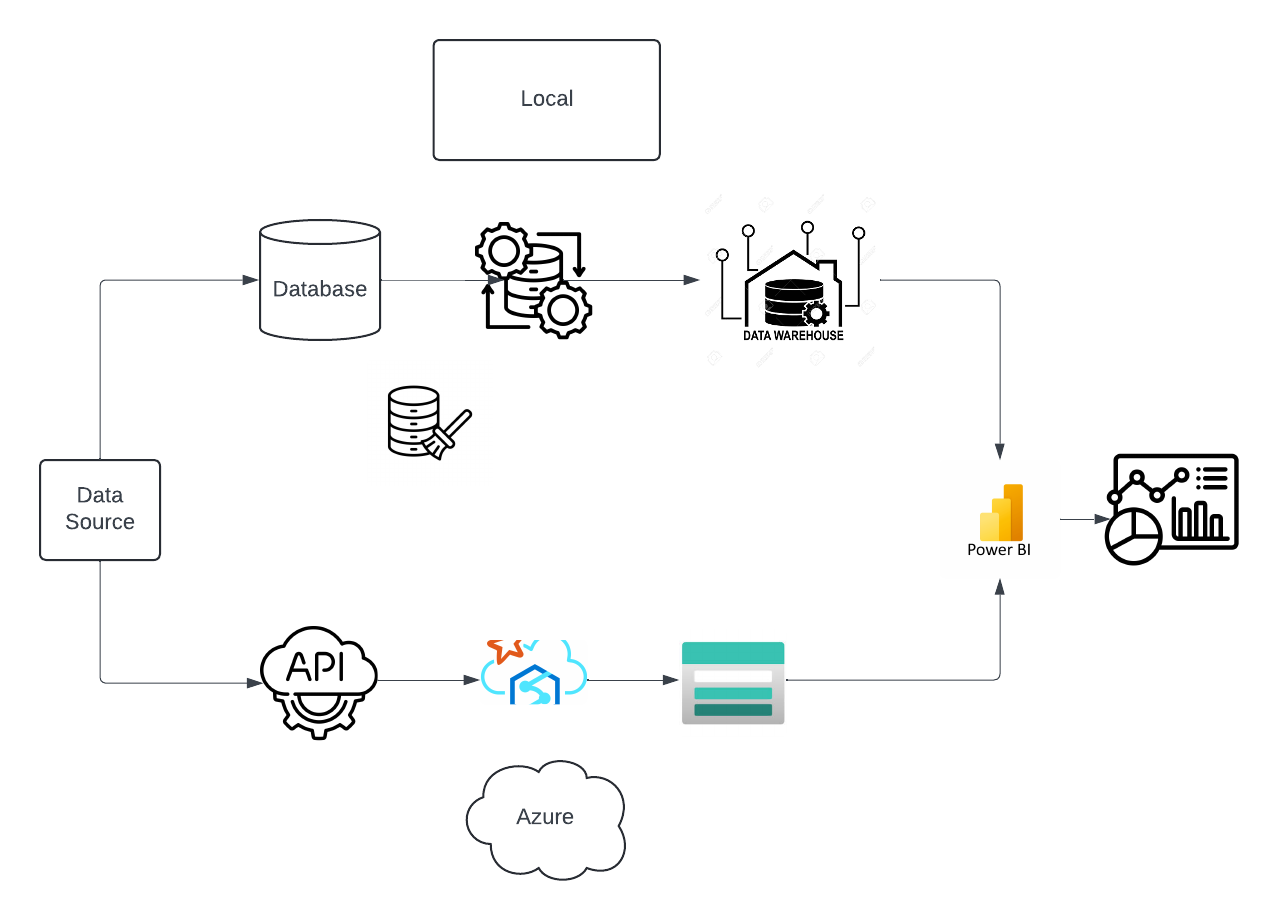 Local
Database
DATA WAREHOUSE
Data
Source
Power BI
API
Azure